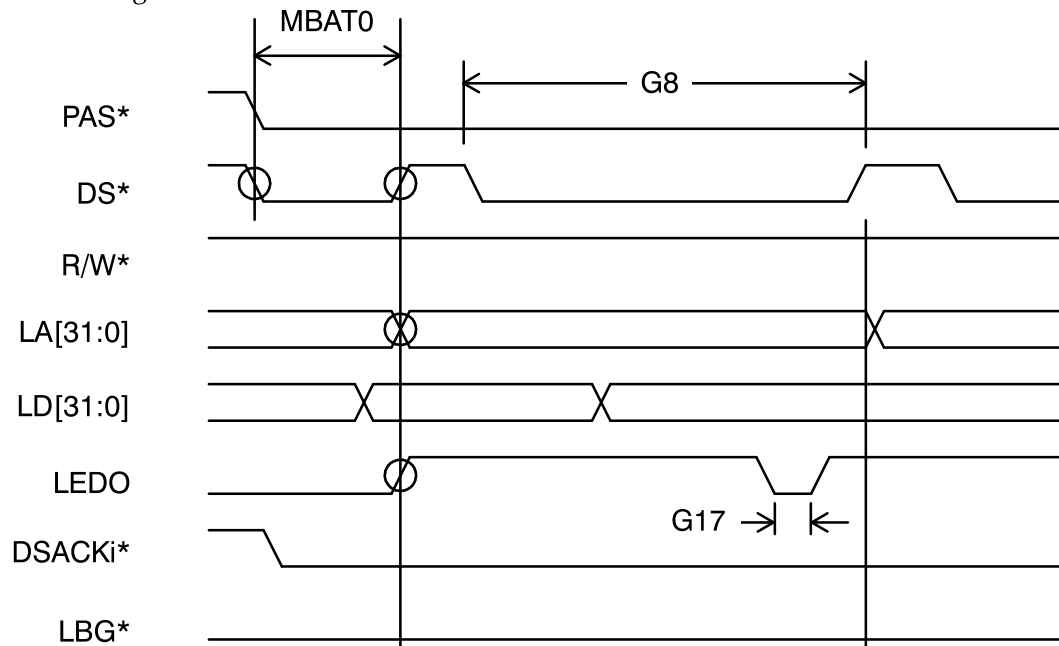 MBAT0
G8
PAS*
DS*
R/W*
LA[31:0]
LD[31:0]
LEDO
G17
DSACKi*
LBG*